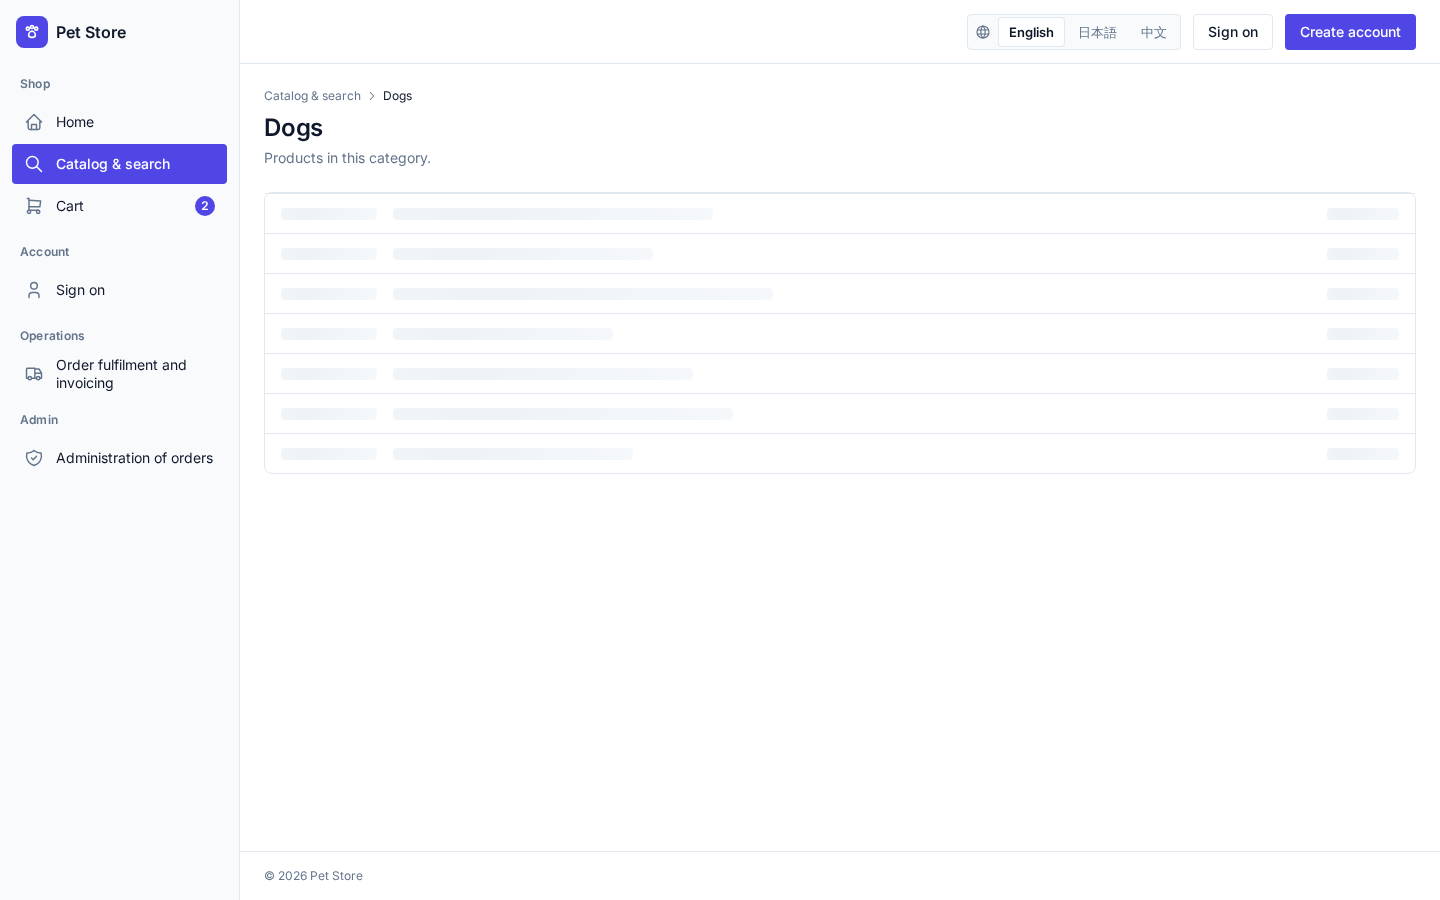 Pet Store
English
日本語
中文
Sign on
Create account
Shop
Home
Catalog & search
Cart
2
Account
Sign on
Operations
Order fulfilment and
invoicing
Admin
Administration of orders
Catalog & search
Dogs
Dogs
Products in this category.
© 2026 Pet Store